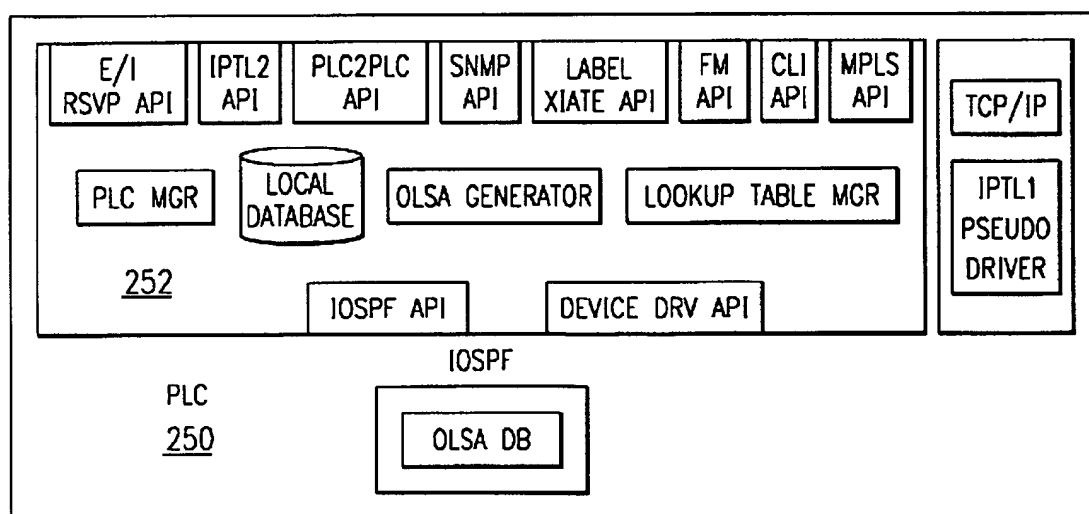 E/I
RSVP API
IPTL2
API
PLC2PLC
API
SNMP
API
LABEL
XIATE API
FM
API
CLI
API
MPLS
API
TCP/IP
PLC MGR
LOCAL
DATABASE
OLSA GENERATOR
LOOKUP TABLE MGR
IPTL1
PSEUDO
DRIVER
252
IOSPF API
DEVICE DRV API
IOSPF
PLC
250
OLSA DB